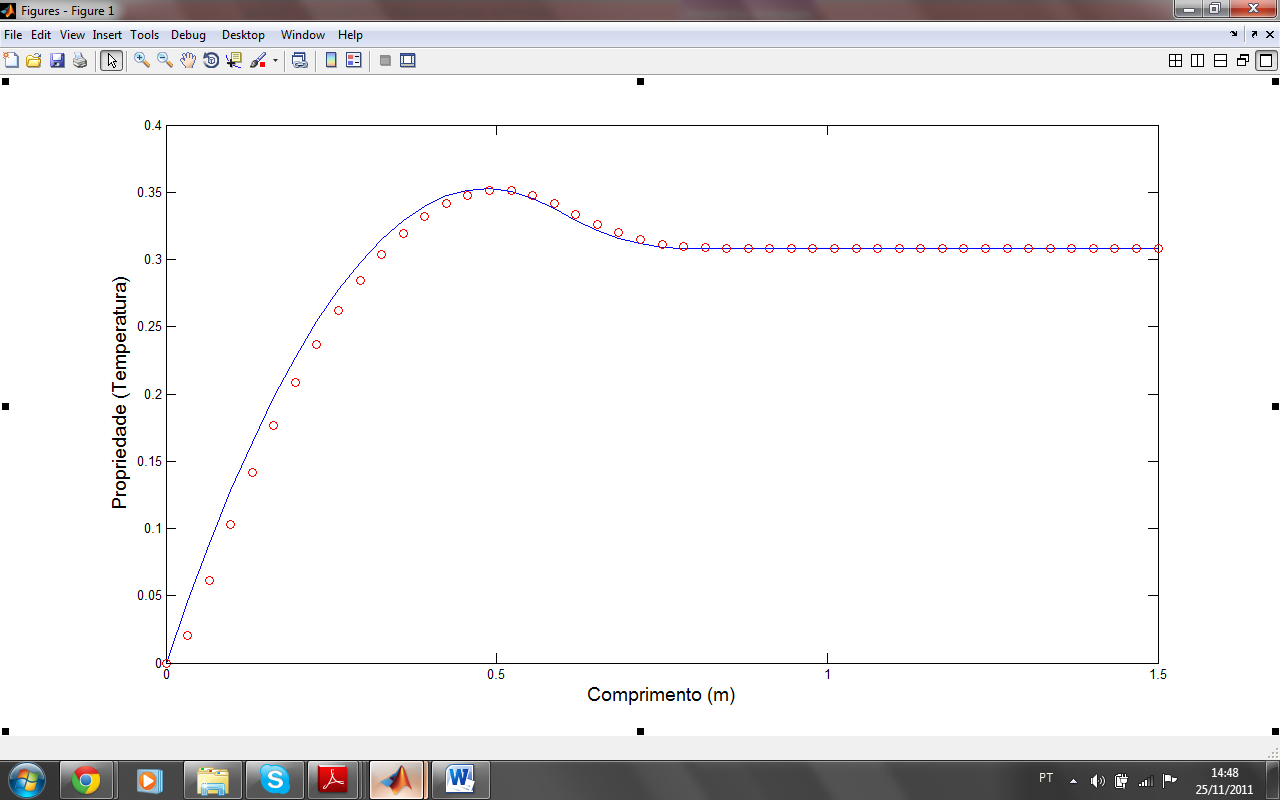 Figures - Figure 1
File Edit View Insert Tools Debug Desktop Window Help
0.4
0.35
0.3
0.25
0.2
0.15
0.1
0.05
0
Propriedade (Temperatura)
0 0.5 1 1.5
Comprimento (m)
PT
14:48
25/11/2011